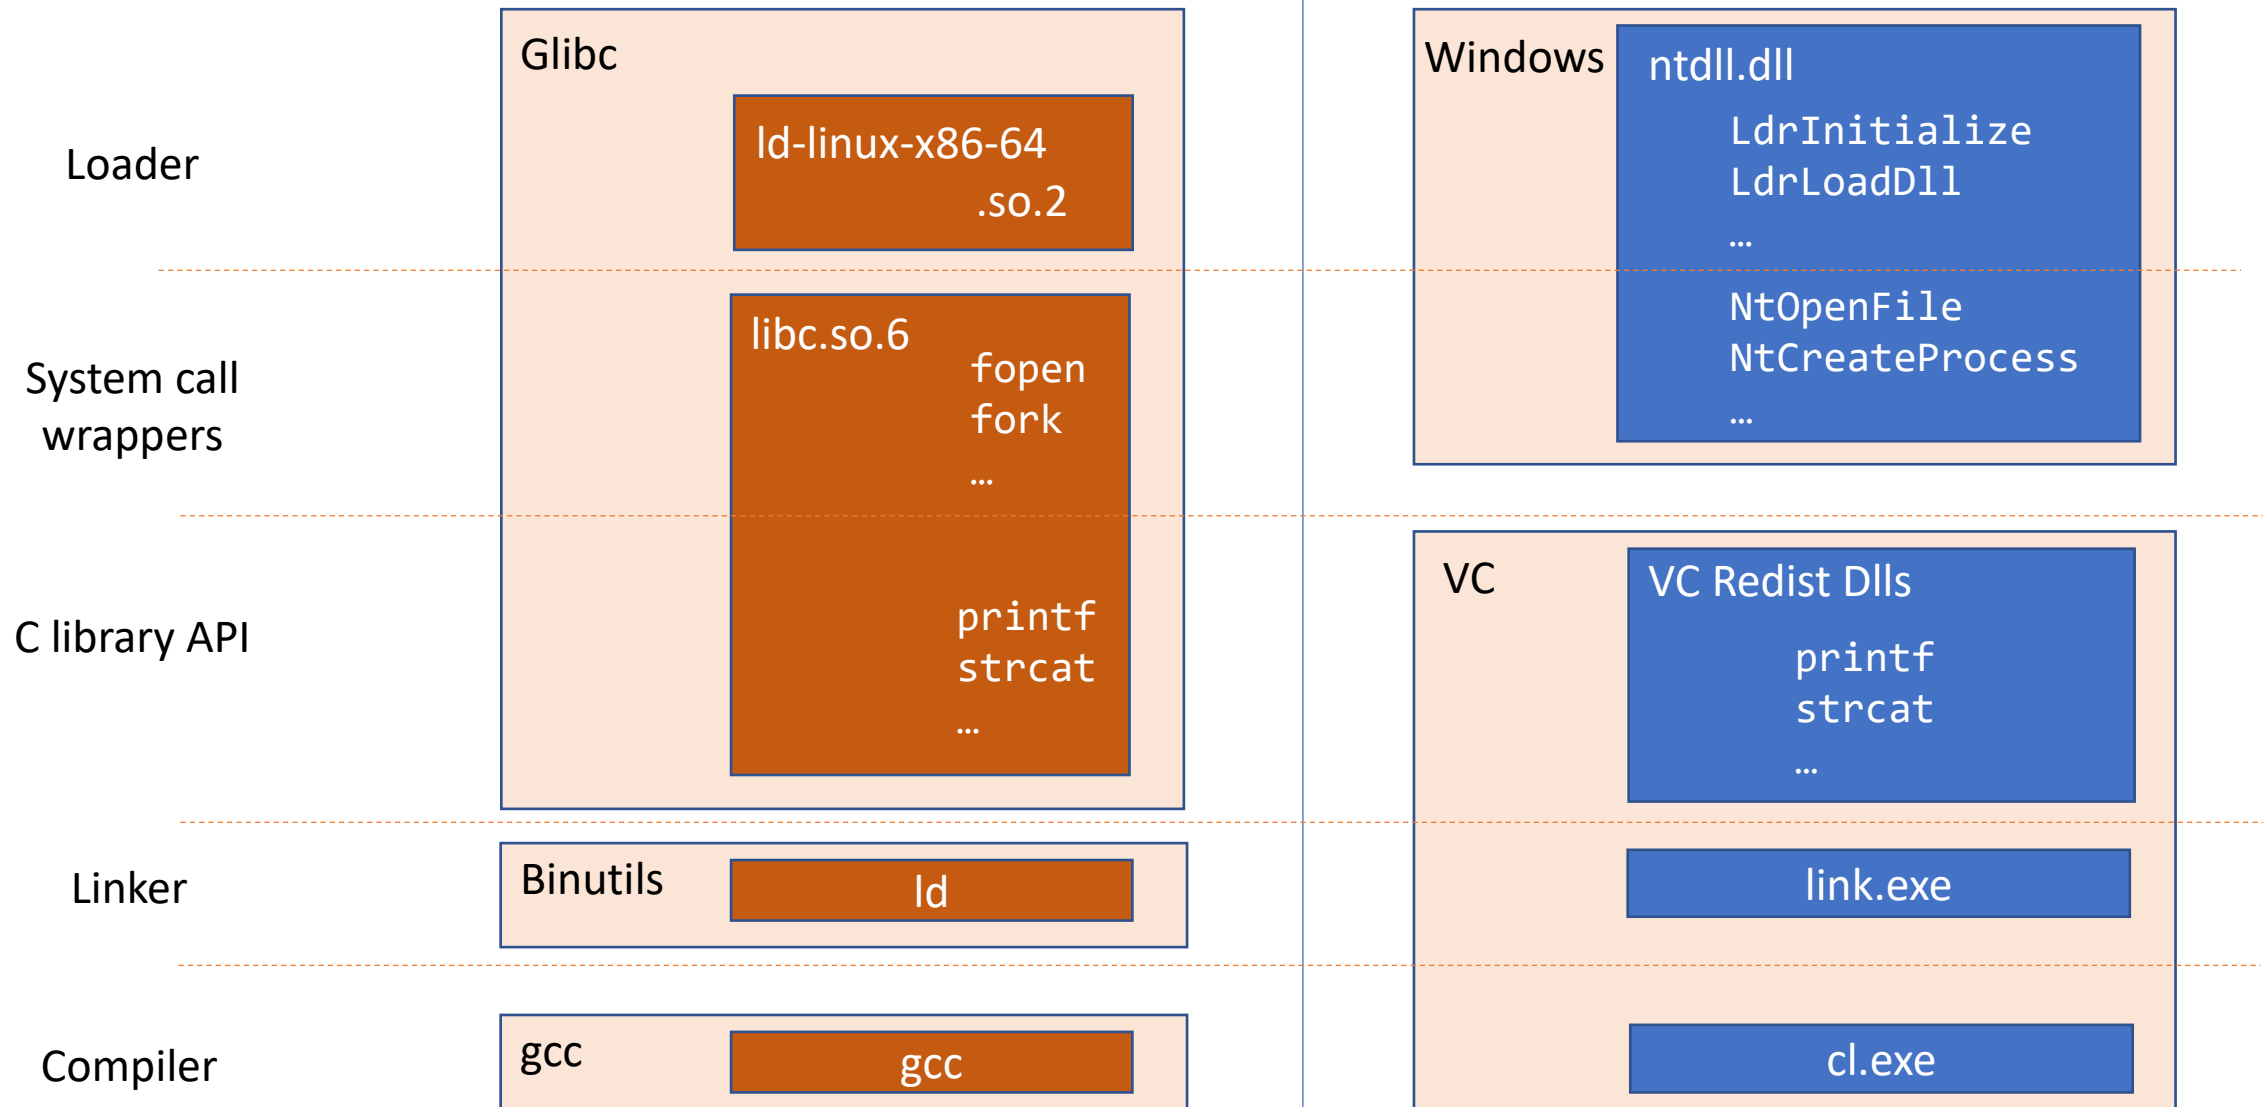 Glibc
Windows
ntdll.dll
Loader
ld-linux-x86-64
.so.2
LdrInitialize
LdrLoadDll
…
System call
wrappers
libc.so.6
fopen
fork
…
NtOpenFile
NtCreateProcess
…
C library API
printf
strcat
…
VC
VC Redist Dlls
printf
strcat
…
Linker
Binutils
ld
link.exe
Compiler
gcc
gcc
cl.exe